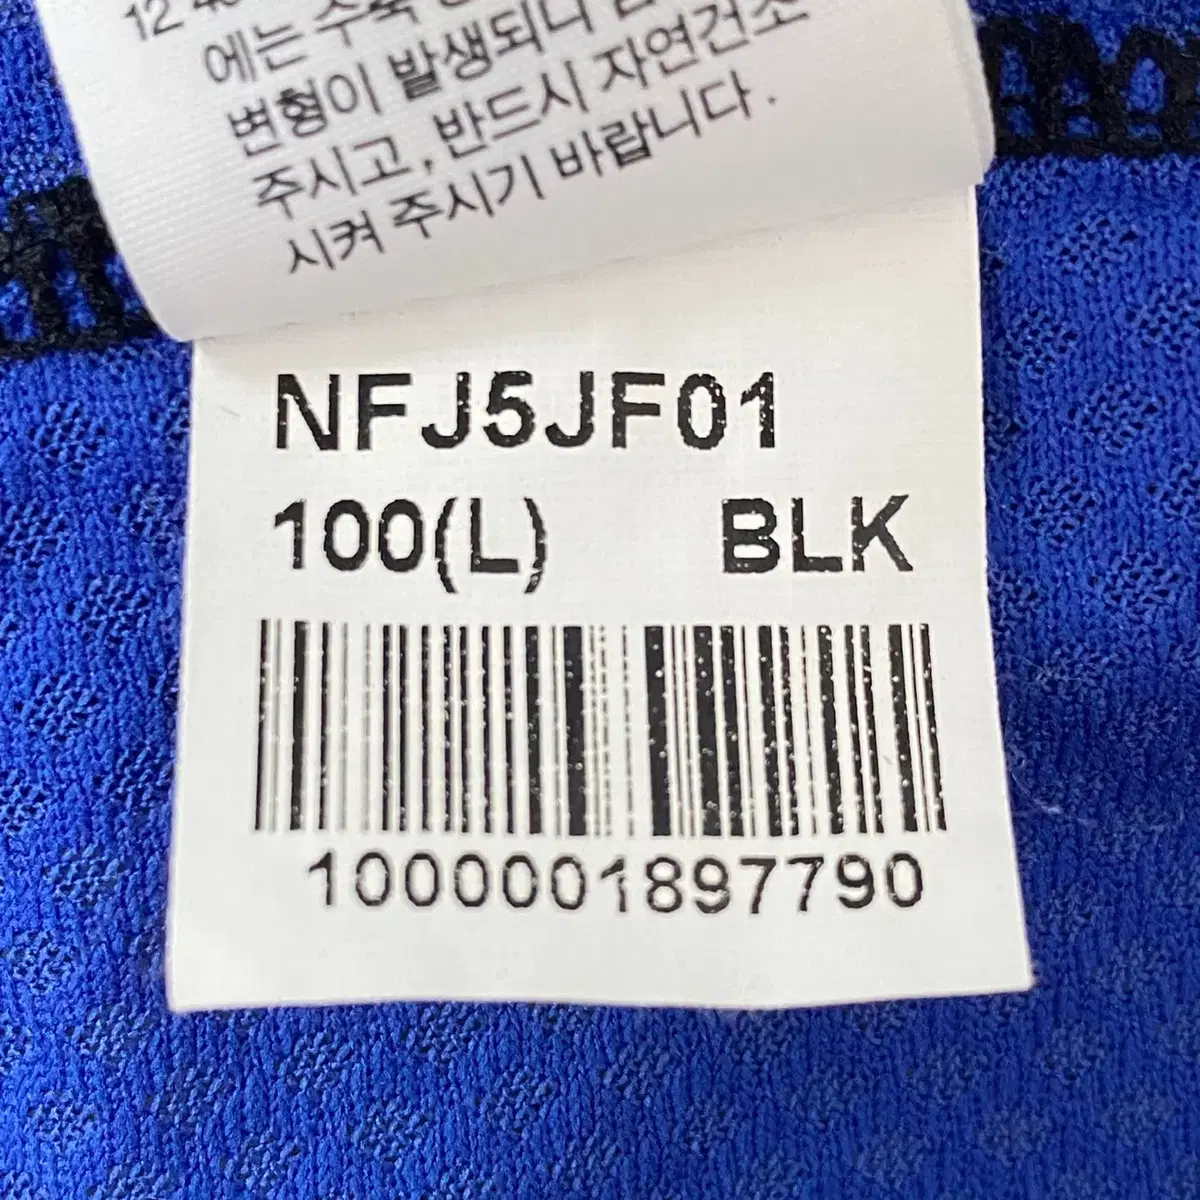 에는 수축
변형이 발생되니
주시고, 반드시 자연건조
시켜 주시기 바랍니다.
NFJ5JF01
100(L) BLK
1000001897790